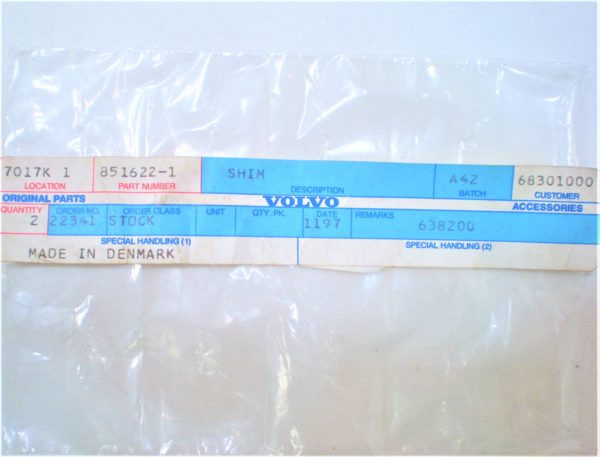 7017K 1 851622-1 SHIM A42 68301000
LOCATION PART NUMBER DESCRIPTION BATCH CUSTOMER
ORIGINAL PARTS VOLVO ACCESSORIES
QUANTITY ORDER NO. ORDER CLASS UNIT QTY. PK. DATE REMARKS
2 22341 STOCK 1197 638200
SPECIAL HANDLING (1) SPECIAL HANDLING (2)
MADE IN DENMARK